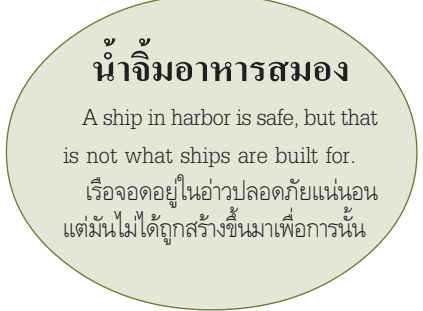 น้ำจิ้มอาหารสมอง
A ship in harbor is safe, but that
is not what ships are built for.
เรือจอดอยู่ในอ่าวปลอดภัยแน่นอน
แต่มันไม่ได้ถูกสร้างขึ้นมาเพื่อการนั้น